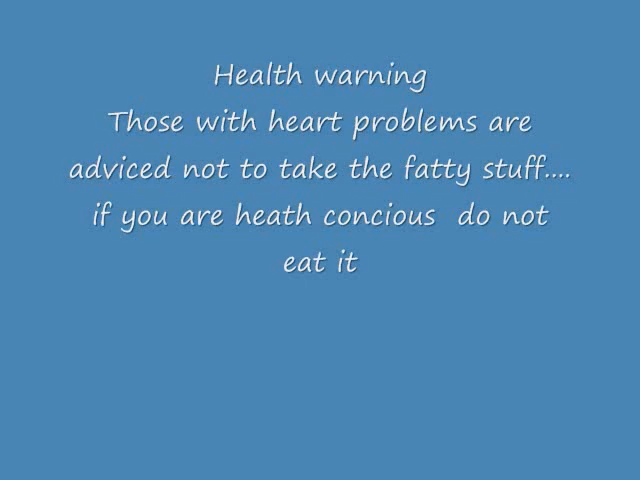 Health warning
Those with heart problems are
adviced not to take the fatty stuff....
if you are heath concious  do not
eat it